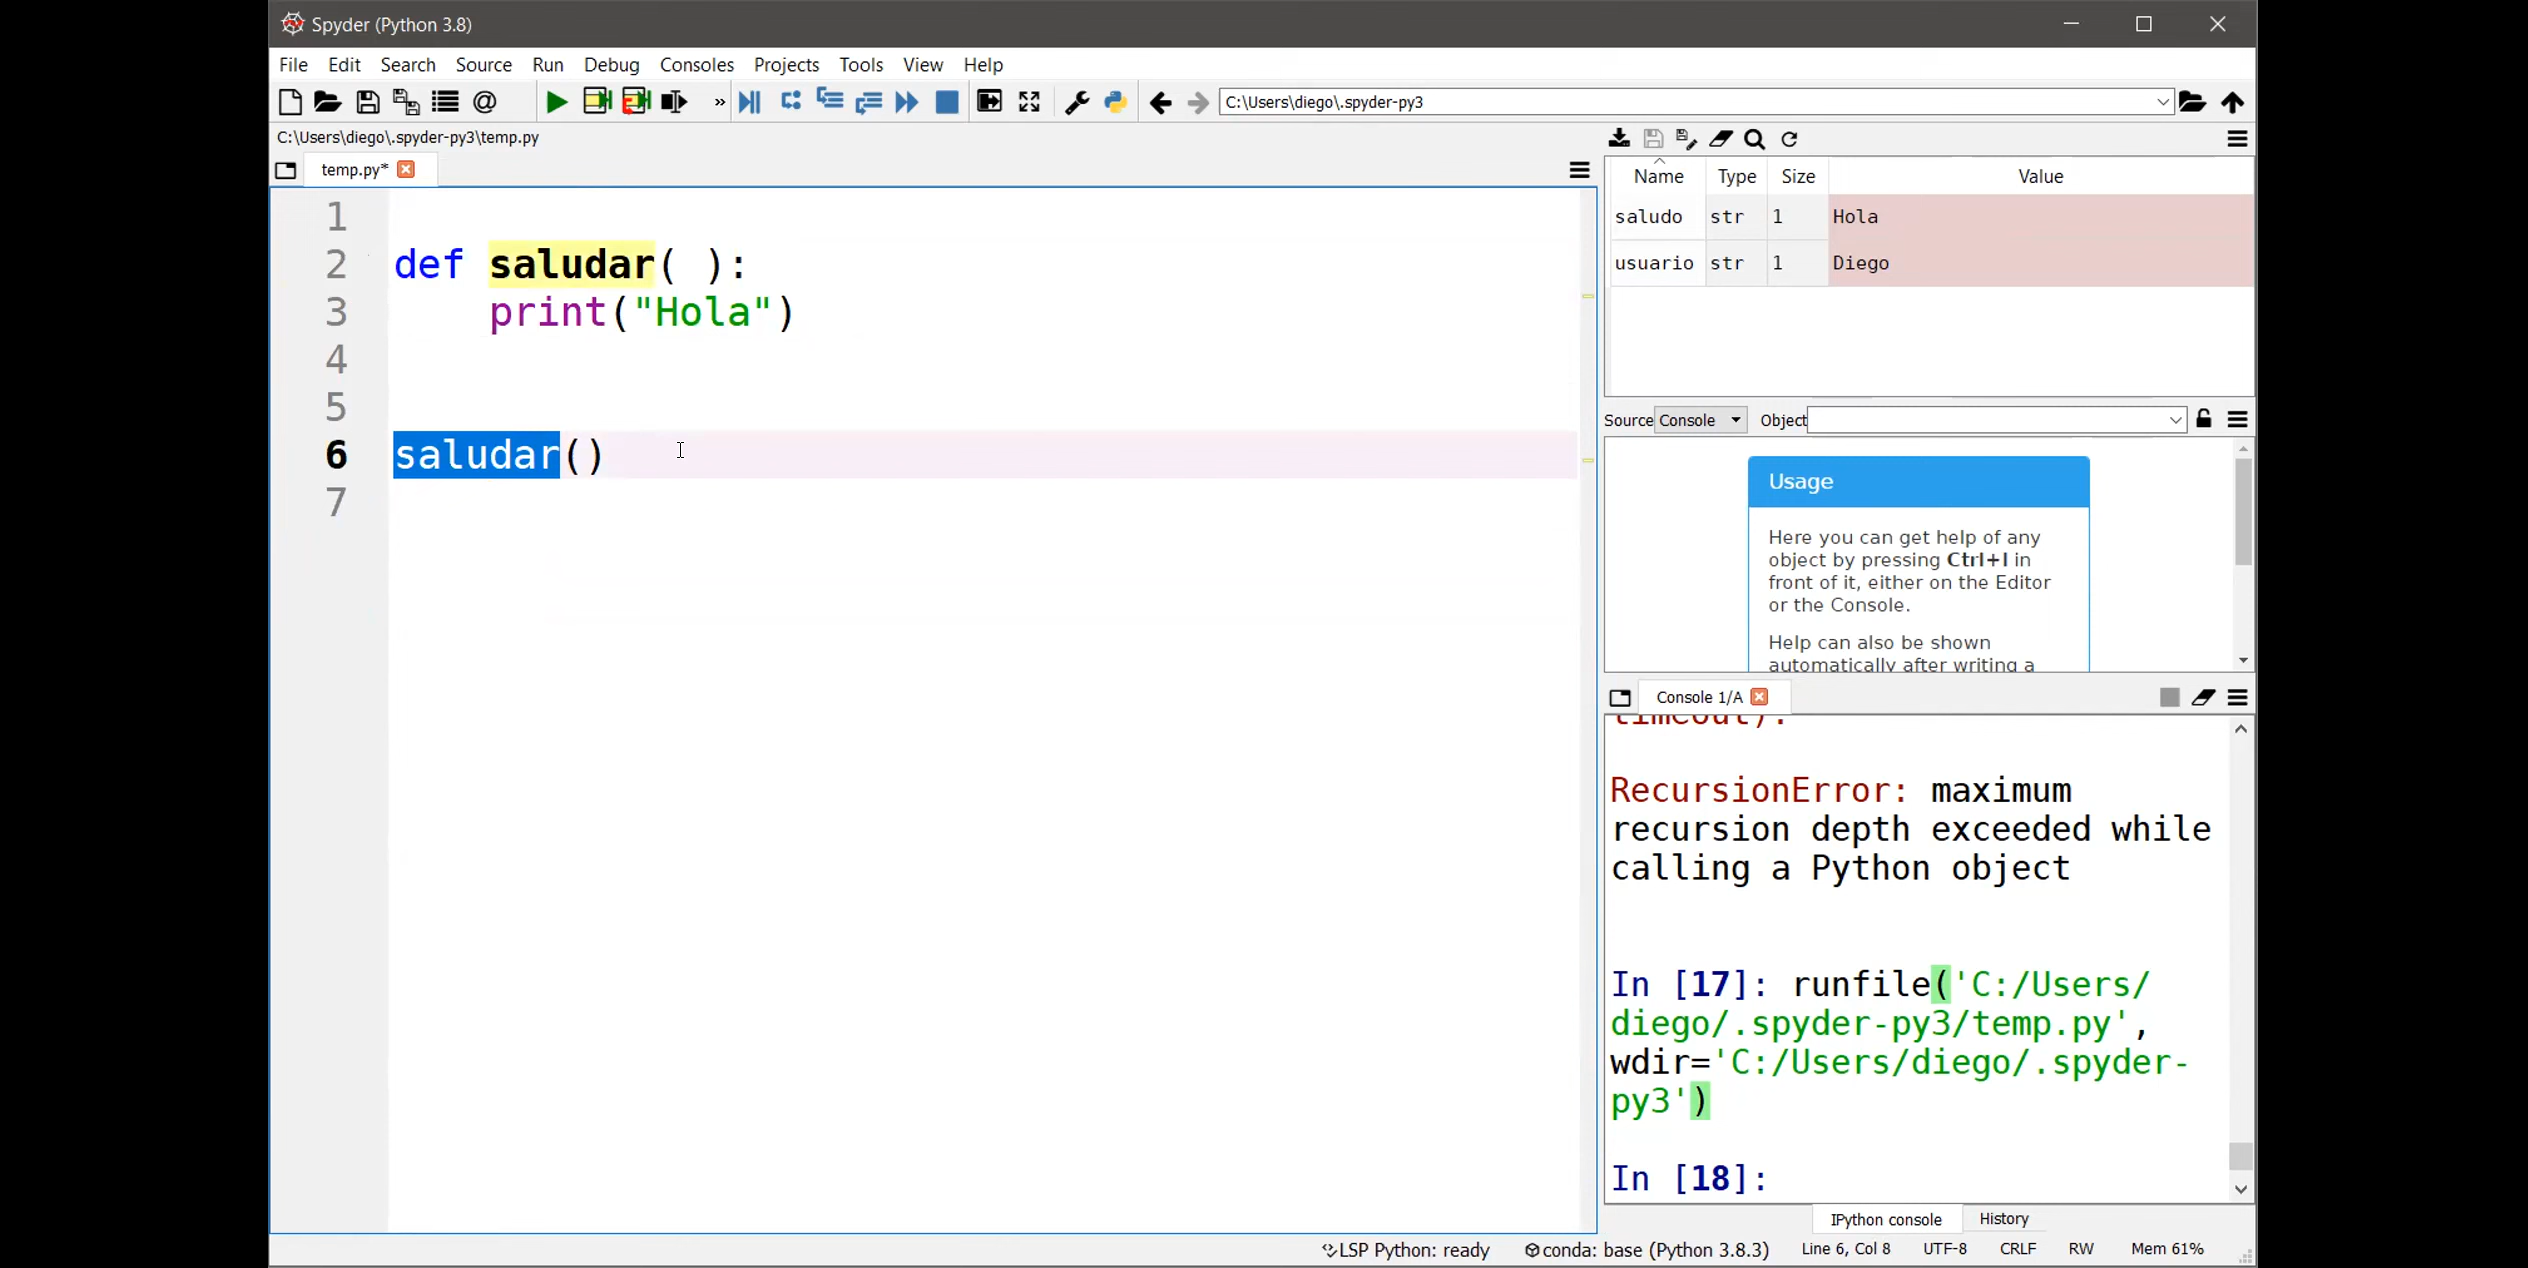 Spyder (Python 3.8)
File Edit Search Source Run Debug Consoles Projects Tools View Help
C:\Users\diego\.spyder-py3
C:\Users\diego\.spyder-py3\temp.py
temp.py*
1
2 def saludar( ):
3 print("Hola")
4
5
6 saludar()
7
Name Type Size Value
saludo str 1 Hola
usuario str 1 Diego
Source Console Object
Usage
Here you can get help of any
object by pressing Ctrl+I in
front of it, either on the Editor
or the Console.
Help can also be shown
automatically after writing a
Console 1/A
timeout):
RecursionError: maximum
recursion depth exceeded while
calling a Python object
In [17]: runfile('C:/Users/
diego/.spyder-py3/temp.py',
wdir='C:/Users/diego/.spyder-
py3')
In [18]:
IPython console History
LSP Python: ready conda: base (Python 3.8.3) Line 6, Col 8 UTF-8 CRLF RW Mem 61%